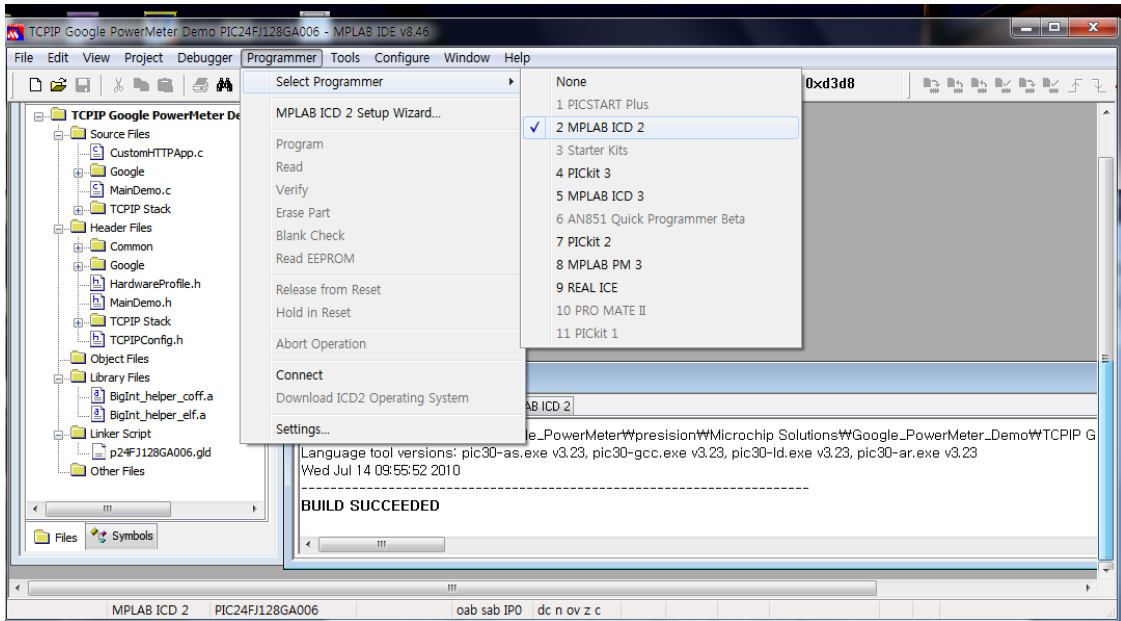 TCPIP Google PowerMeter Demo PIC24FJ128GA006 - MPLAB IDE v8.46
File Edit View Project Debugger Programmer Tools Configure Window Help
0xd3d8
Select Programmer
MPLAB ICD 2 Setup Wizard...
Program
Read
Verify
Erase Part
Blank Check
Read EEPROM
Release from Reset
Hold in Reset
Abort Operation
Connect
Download ICD2 Operating System
Settings...
None
1 PICSTART Plus
2 MPLAB ICD 2
3 Starter Kits
4 PICkit 3
5 MPLAB ICD 3
6 AN851 Quick Programmer Beta
7 PICkit 2
8 MPLAB PM 3
9 REAL ICE
10 PRO MATE II
11 PICkit 1
TCPIP Google PowerMeter De
Source Files
CustomHTTPApp.c
Google
MainDemo.c
TCPIP Stack
Header Files
Common
Google
HardwareProfile.h
MainDemo.h
TCPIP Stack
TCPIPConfig.h
Object Files
Library Files
BigInt_helper_coff.a
BigInt_helper_elf.a
Linker Script
p24FJ128GA006.gld
Other Files
Files Symbols
AB ICD 2
le_PowerMeter₩presision₩Microchip Solutions₩Google_PowerMeter_Demo₩TCPIP G
Language tool versions: pic30-as.exe v3.23, pic30-gcc.exe v3.23, pic30-ld.exe v3.23, pic30-ar.exe v3.23
Wed Jul 14 09:55:52 2010
----------------------------------------------------------------------
BUILD SUCCEEDED
MPLAB ICD 2 PIC24FJ128GA006 oab sab IP0 dc n ov z c